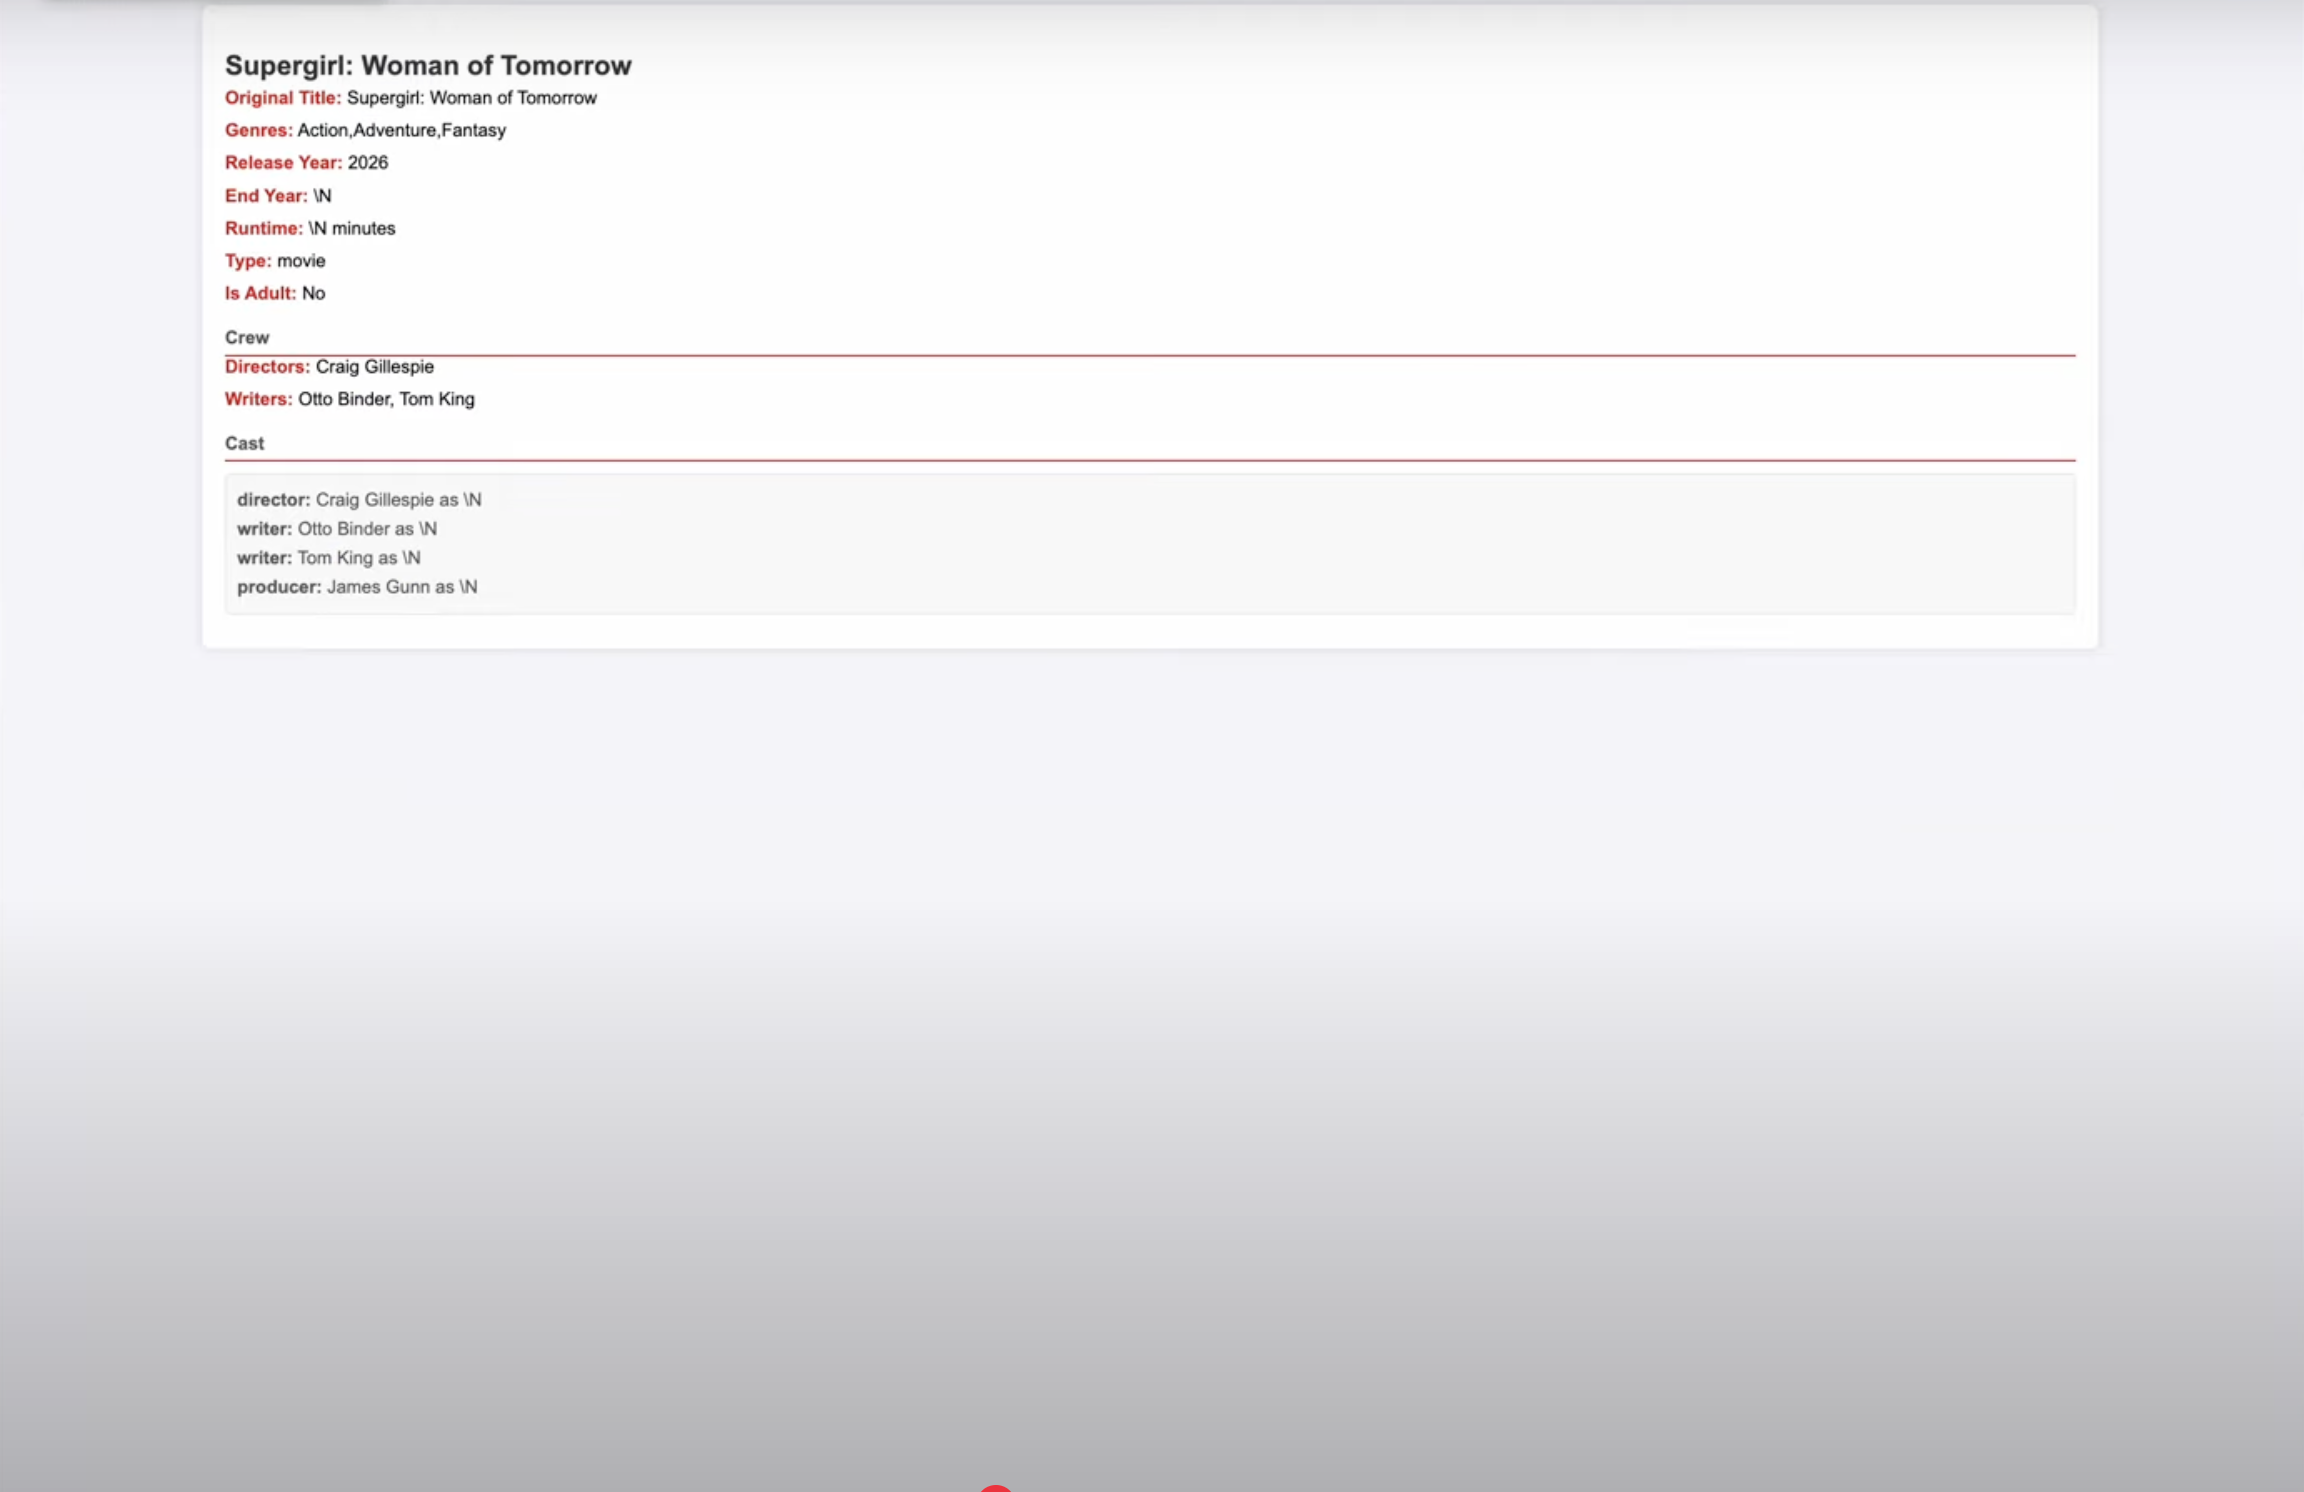 Supergirl: Woman of Tomorrow
Original Title: Supergirl: Woman of Tomorrow
Genres: Action,Adventure,Fantasy
Release Year: 2026
End Year: \N
Runtime: \N minutes
Type: movie
Is Adult: No
Crew
Directors: Craig Gillespie
Writers: Otto Binder, Tom King
Cast
director: Craig Gillespie as \N
writer: Otto Binder as \N
writer: Tom King as \N
producer: James Gunn as \N